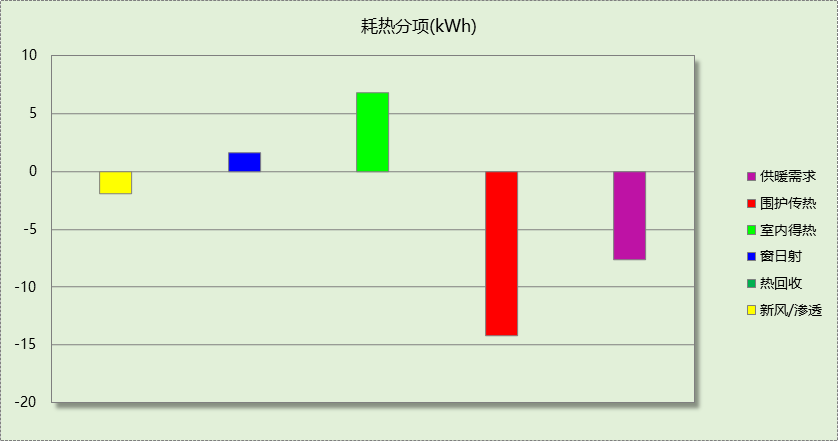 耗热分项(kWh)
10
5
0
-5
-10
-15
-20
供暖需求
围护传热
室内得热
窗日射
热回收
新风/渗透